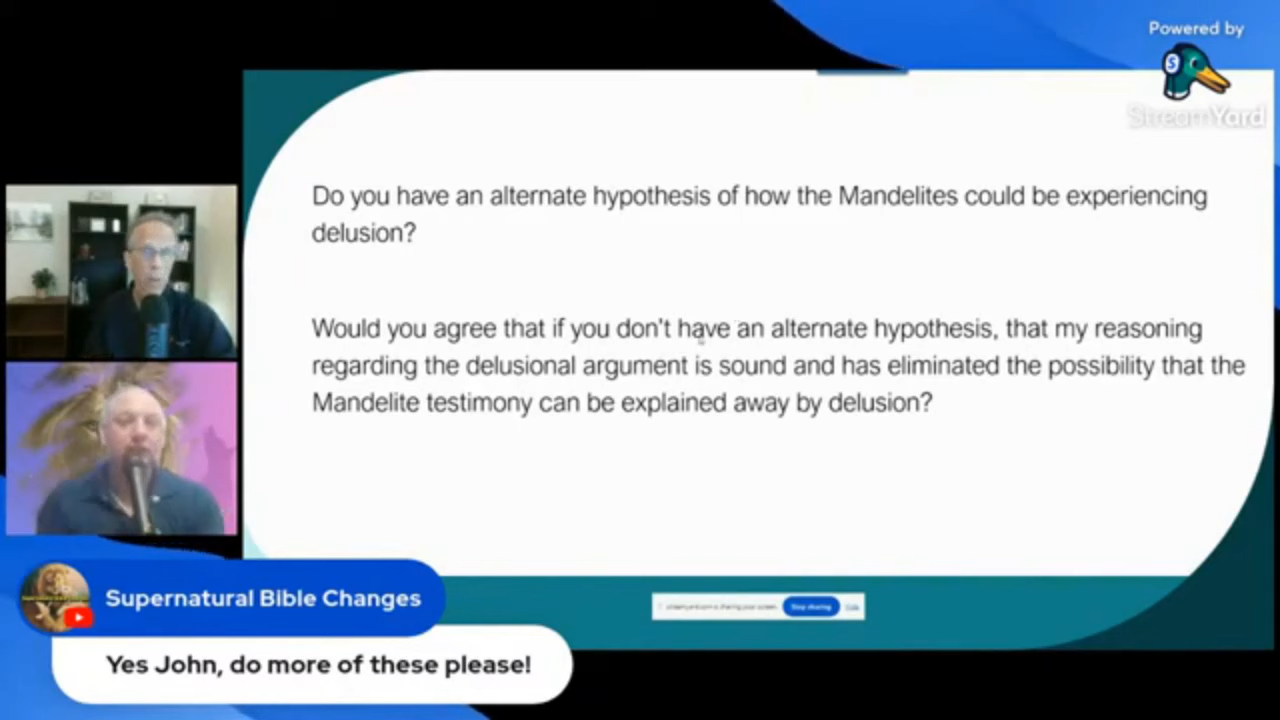 Powered by
StreamYard
Do you have an alternate hypothesis of how the Mandelites could be experiencing
delusion?
Would you agree that if you don't have an alternate hypothesis, that my reasoning
regarding the delusional argument is sound and has eliminated the possibility that the
Mandelite testimony can be explained away by delusion?
Stop sharing
Supernatural Bible Changes
Yes John, do more of these please!